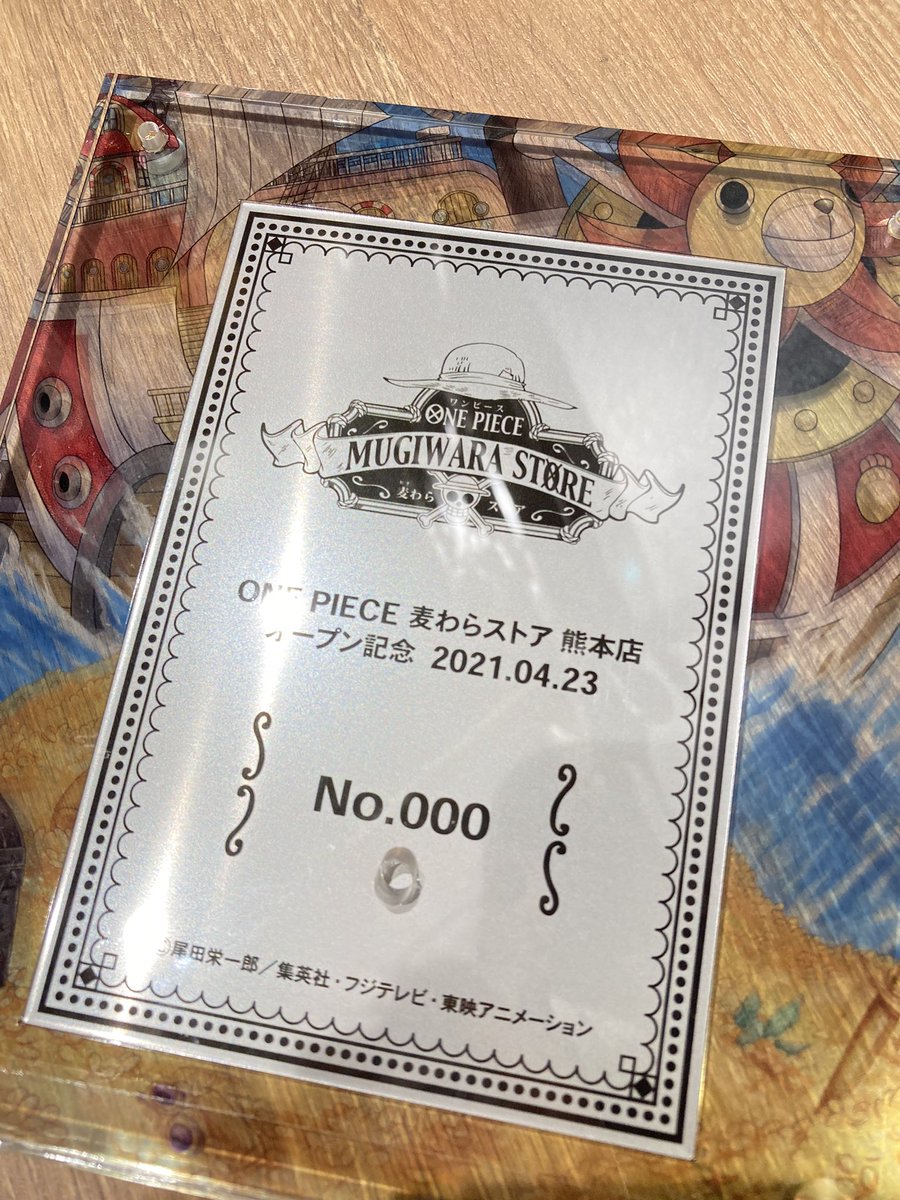 ワンピース
ONE PIECE
MUGIWARA STORE
麦わら ストア
ONE PIECE 麦わらストア 熊本店
オープン記念 2021.04.23
No.000
©尾田栄一郎／集英社・フジテレビ・東映アニメーション